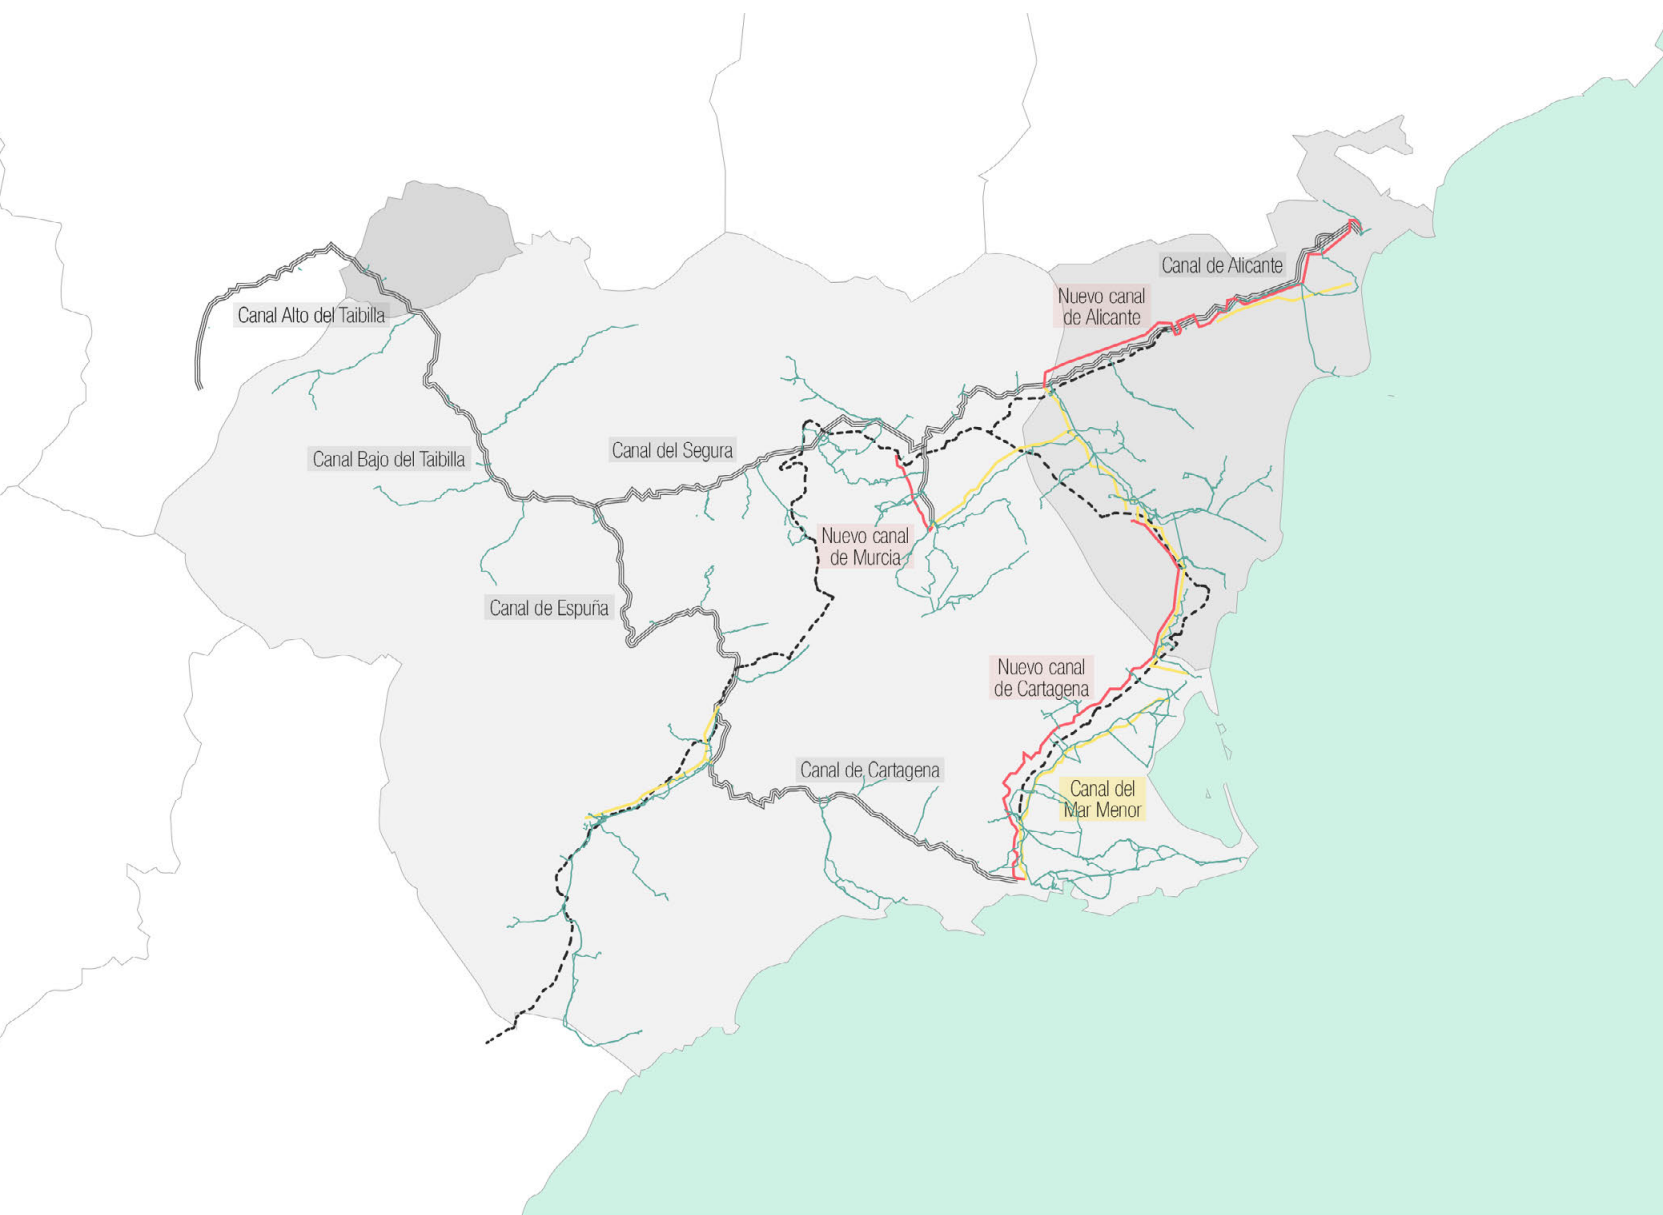 Canal de Alicante
Nuevo canal
de Alicante
Canal Alto del Taibilla
Canal Bajo del Taibilla
Canal del Segura
Nuevo canal
de Murcia
Canal de Espuña
Nuevo canal
de Cartagena
Canal de Cartagena
Canal del
Mar Menor